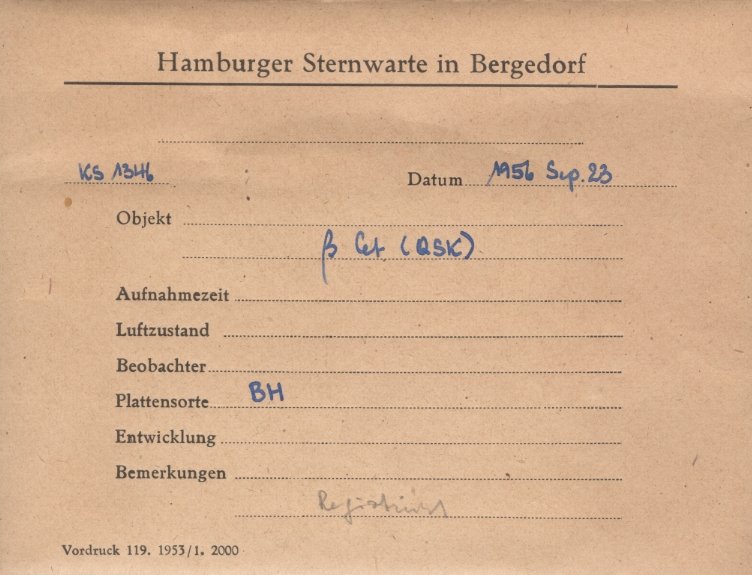 Hamburger Sternwarte in Bergedorf
KS 1346 Datum 1956 Sep. 23
Objekt
β Cet (QSK)
Aufnahmezeit
Luftzustand
Beobachter
Plattensorte BH
Entwicklung
Bemerkungen
Registriert
Vordruck 119. 1953/1. 2000